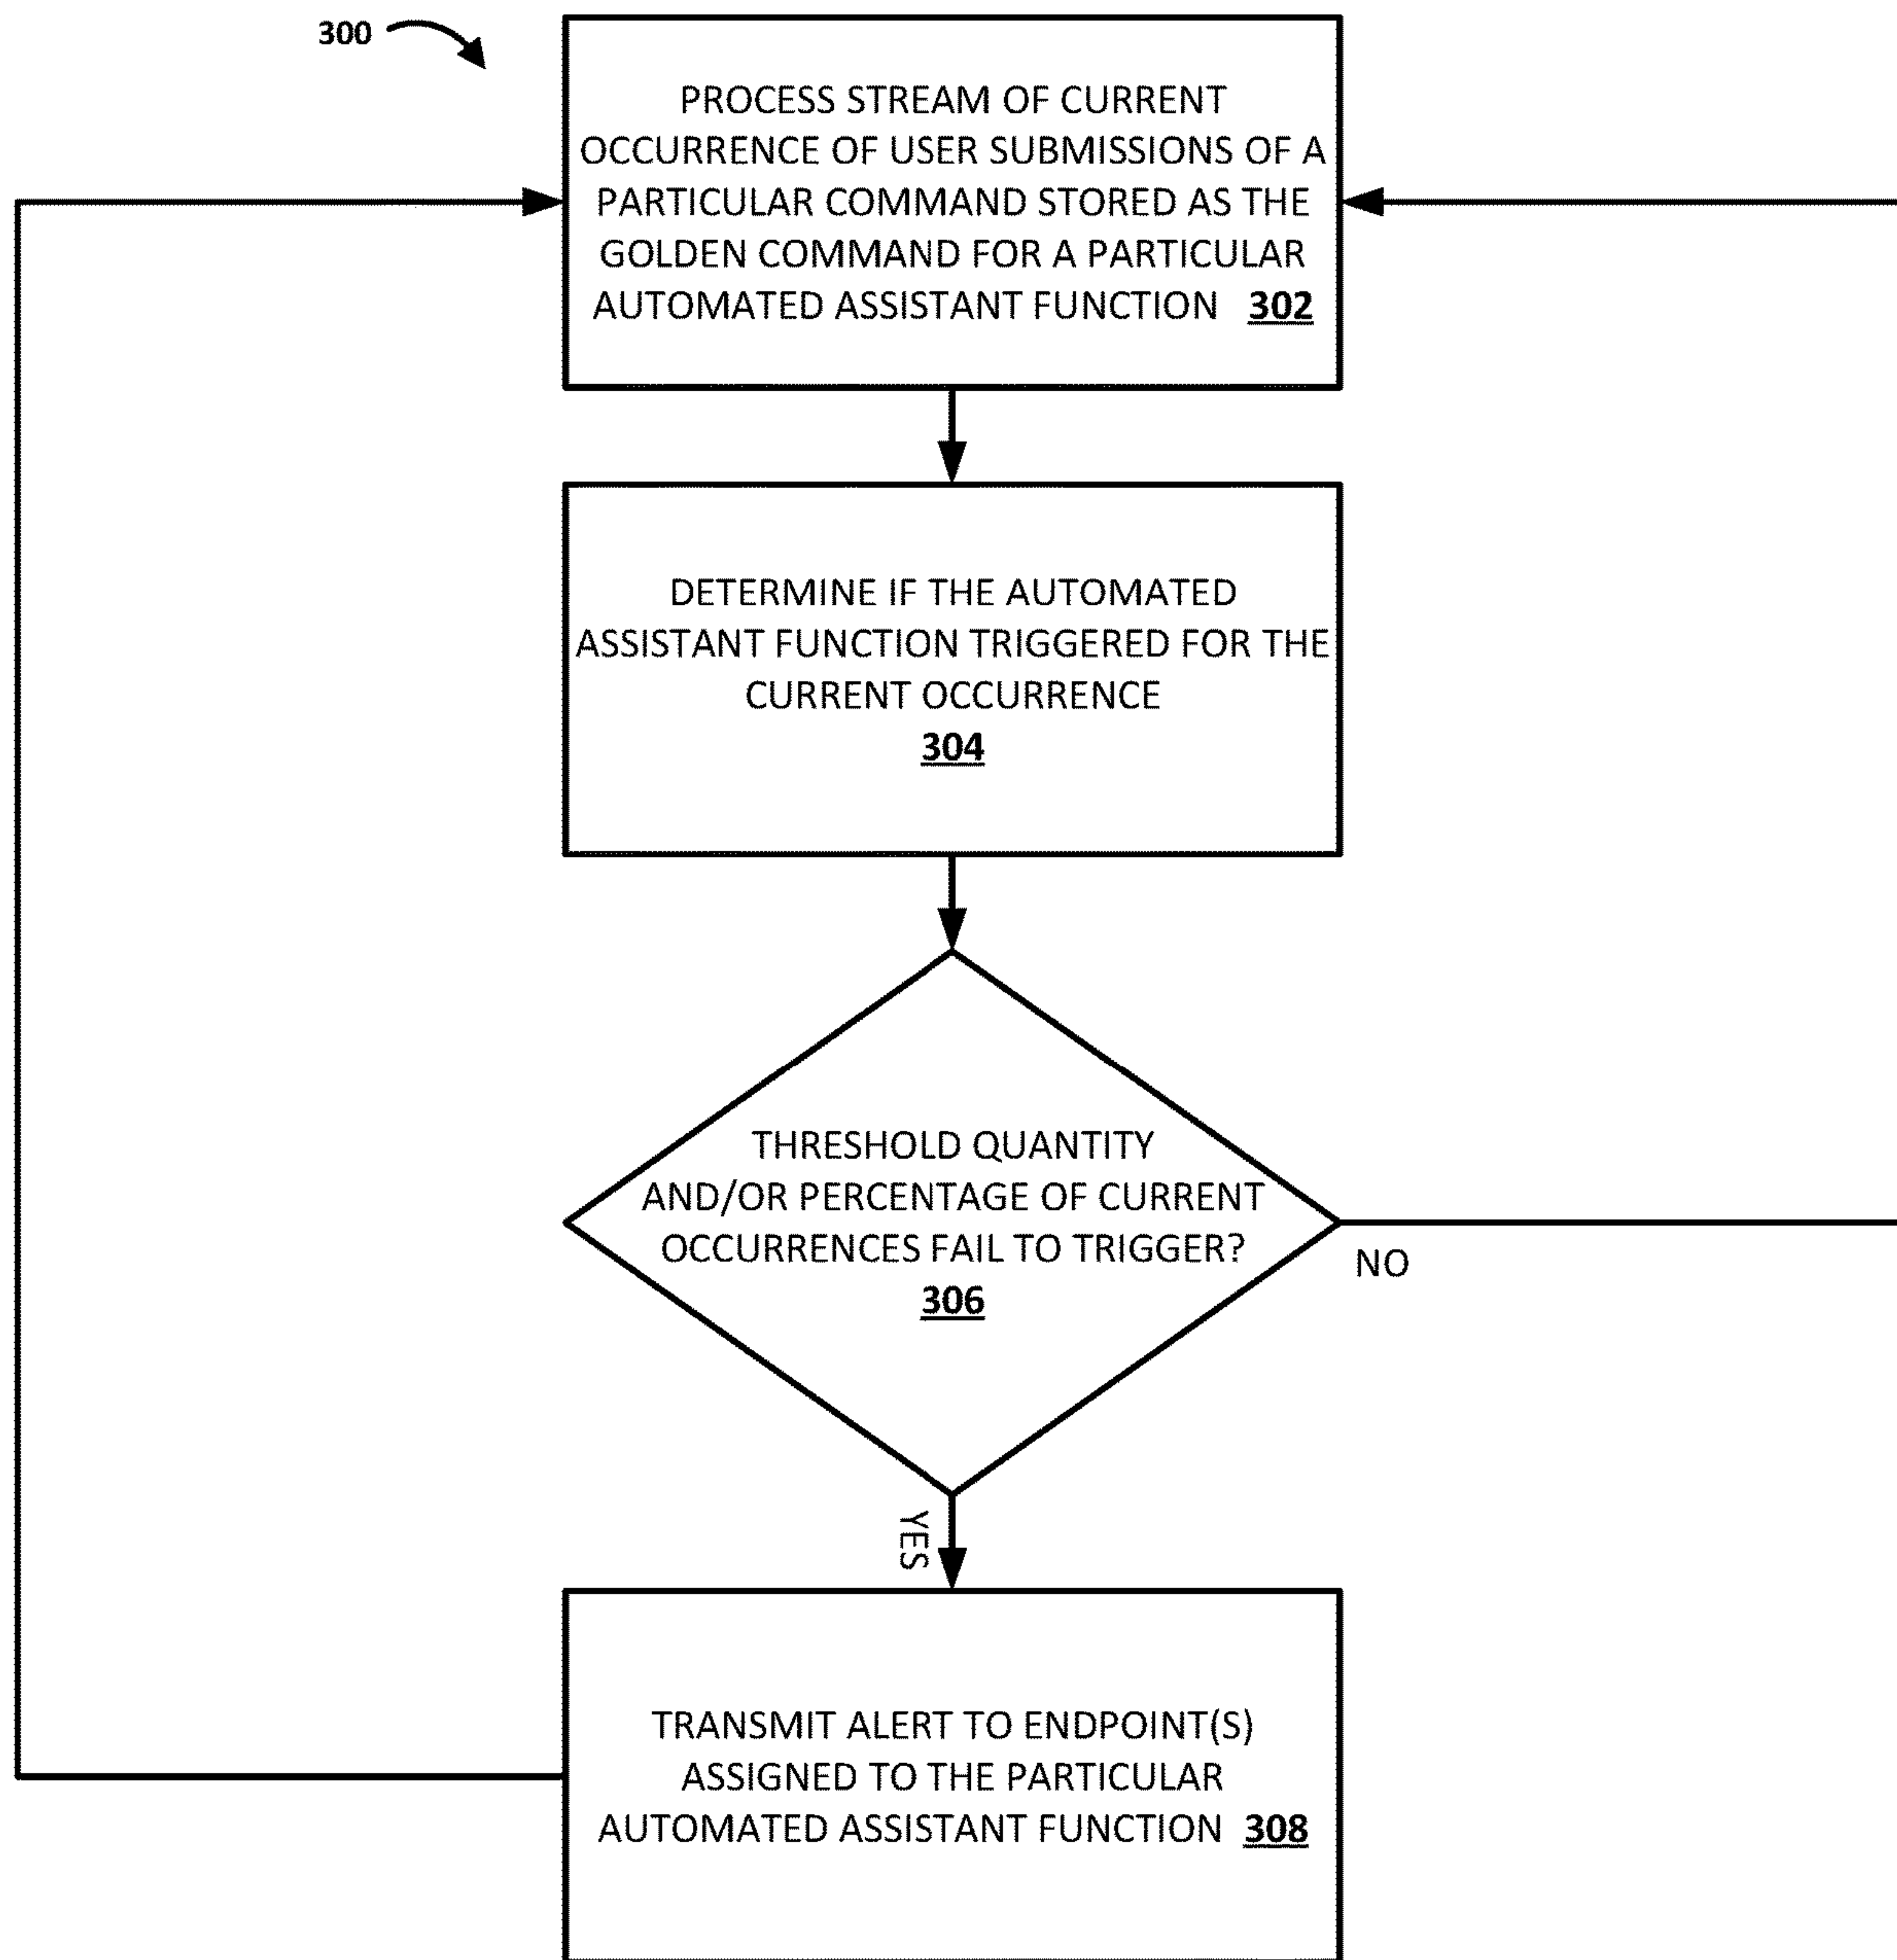 300
PROCESS STREAM OF CURRENT
OCCURRENCE OF USER SUBMISSIONS OF A
PARTICULAR COMMAND STORED AS THE
GOLDEN COMMAND FOR A PARTICULAR
AUTOMATED ASSISTANT FUNCTION 302
DETERMINE IF THE AUTOMATED
ASSISTANT FUNCTION TRIGGERED FOR THE
CURRENT OCCURRENCE
304
THRESHOLD QUANTITY
AND/OR PERCENTAGE OF CURRENT
OCCURRENCES FAIL TO TRIGGER?
306
NO
YES
TRANSMIT ALERT TO ENDPOINT(S)
ASSIGNED TO THE PARTICULAR
AUTOMATED ASSISTANT FUNCTION 308